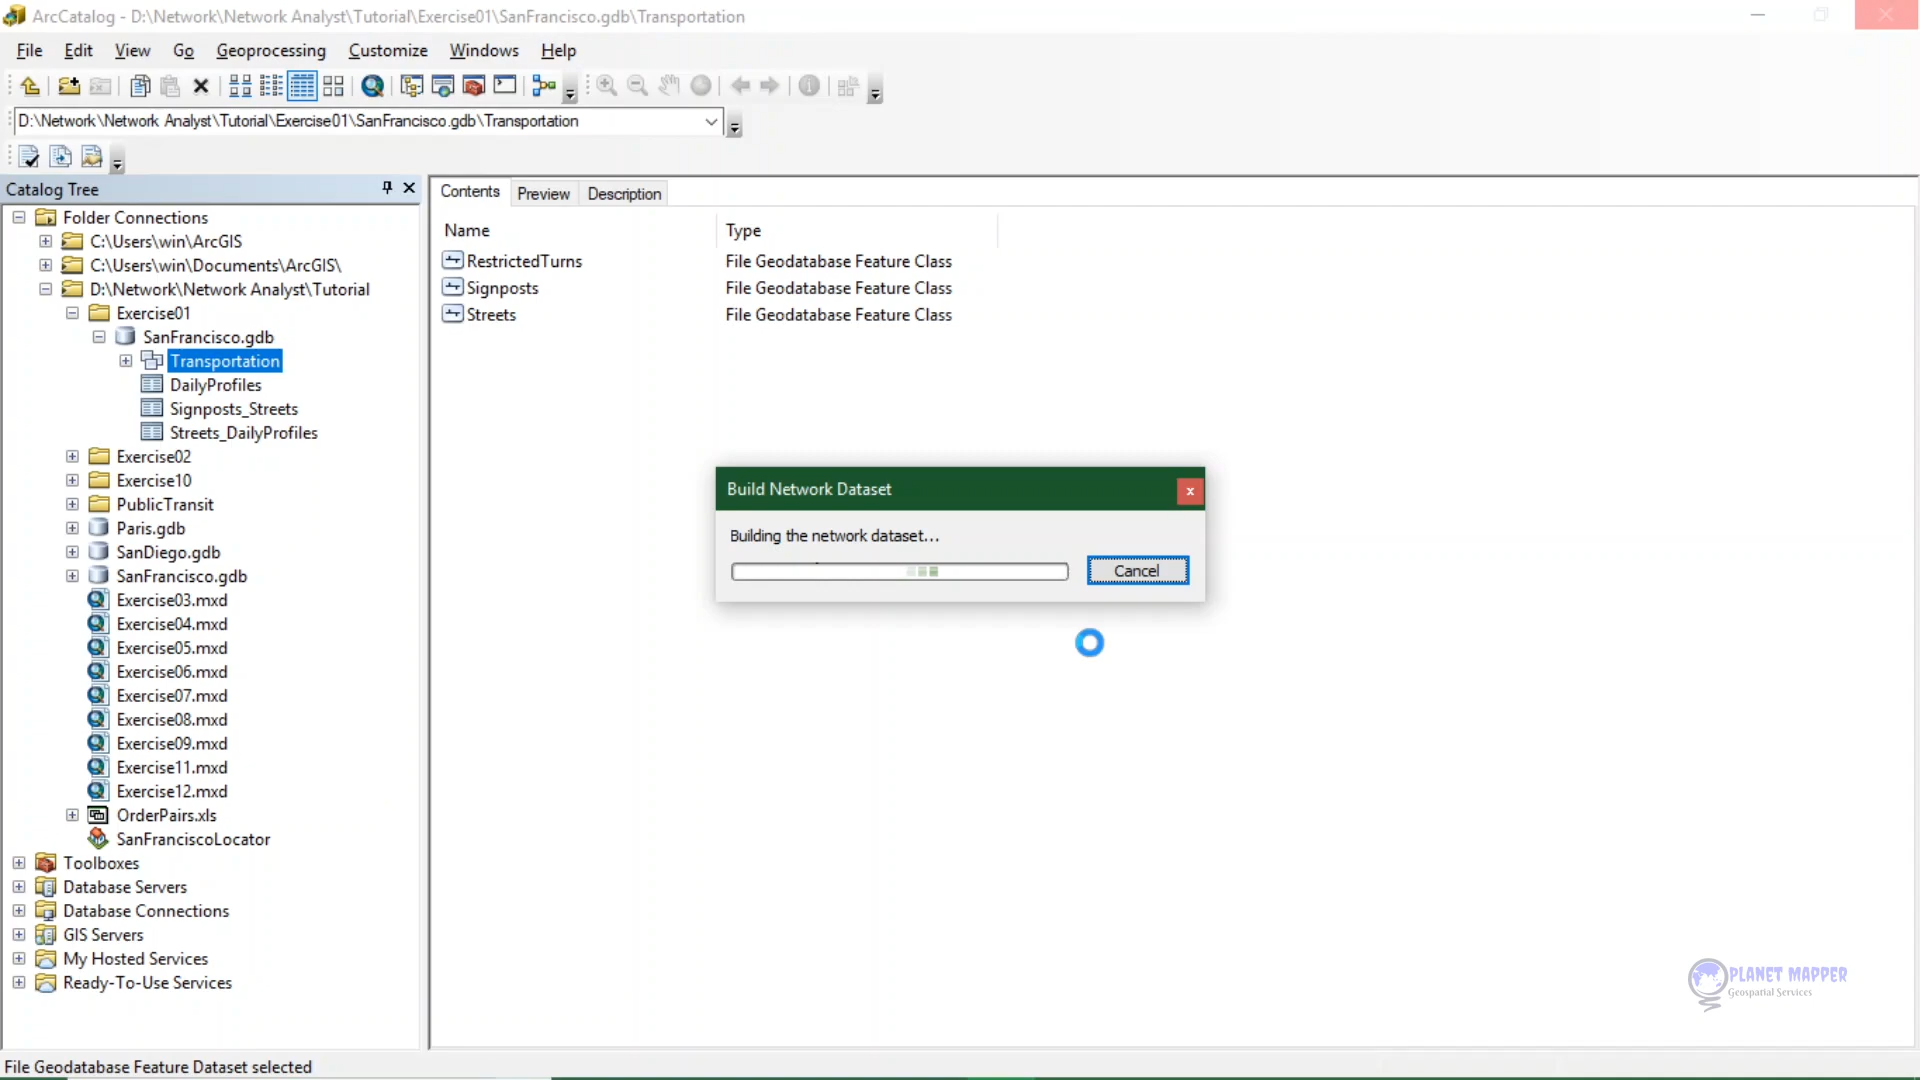 ArcCatalog - D:\Network\Network Analyst\Tutorial\Exercise01\SanFrancisco.gdb\Transportation
File Edit View Go Geoprocessing Customize Windows Help
D:\Network\Network Analyst\Tutorial\Exercise01\SanFrancisco.gdb\Transportation
Catalog Tree
Folder Connections
C:\Users\win\ArcGIS
C:\Users\win\Documents\ArcGIS\
D:\Network\Network Analyst\Tutorial
Exercise01
SanFrancisco.gdb
Transportation
DailyProfiles
Signposts_Streets
Streets_DailyProfiles
Exercise02
Exercise10
PublicTransit
Paris.gdb
SanDiego.gdb
SanFrancisco.gdb
Exercise03.mxd
Exercise04.mxd
Exercise05.mxd
Exercise06.mxd
Exercise07.mxd
Exercise08.mxd
Exercise09.mxd
Exercise11.mxd
Exercise12.mxd
OrderPairs.xls
SanFranciscoLocator
Toolboxes
Database Servers
Database Connections
GIS Servers
My Hosted Services
Ready-To-Use Services
Contents Preview Description
Name Type
RestrictedTurns File Geodatabase Feature Class
Signposts File Geodatabase Feature Class
Streets File Geodatabase Feature Class
Build Network Dataset
Building the network dataset...
Cancel
PLANET MAPPER
Geospatial Services
File Geodatabase Feature Dataset selected